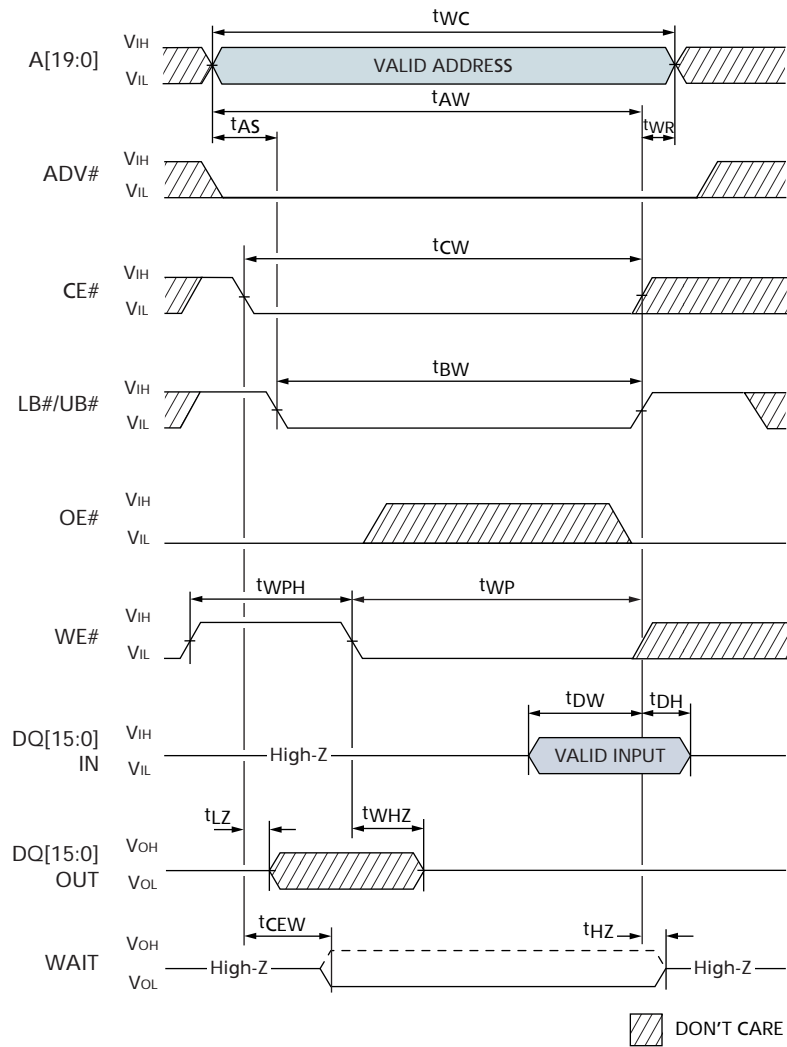 tWC
A[19:0] VIH VIL VALID ADDRESS
tAW
tAS tWR
ADV# VIH VIL
tCW
CE# VIH VIL
tBW
LB#/UB# VIH VIL
OE# VIH VIL
tWPH tWP
WE# VIH VIL
tDW tDH
DQ[15:0] IN VIH VIL High-Z VALID INPUT
tLZ tWHZ
DQ[15:0] OUT VOH VOL
tCEW tHZ
WAIT VOH VOL High-Z High-Z
DON'T CARE